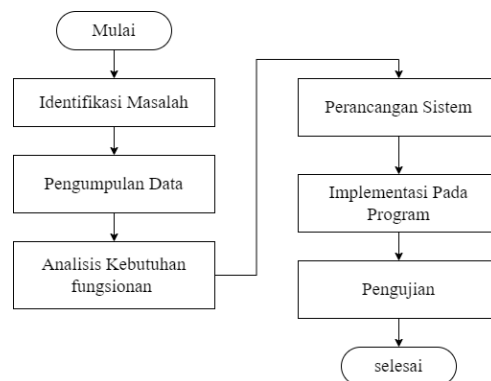 Mulai
Identifikasi Masalah
Pengumpulan Data
Analisis Kebutuhan
fungsionan
Perancangan Sistem
Implementasi Pada
Program
Pengujian
selesai